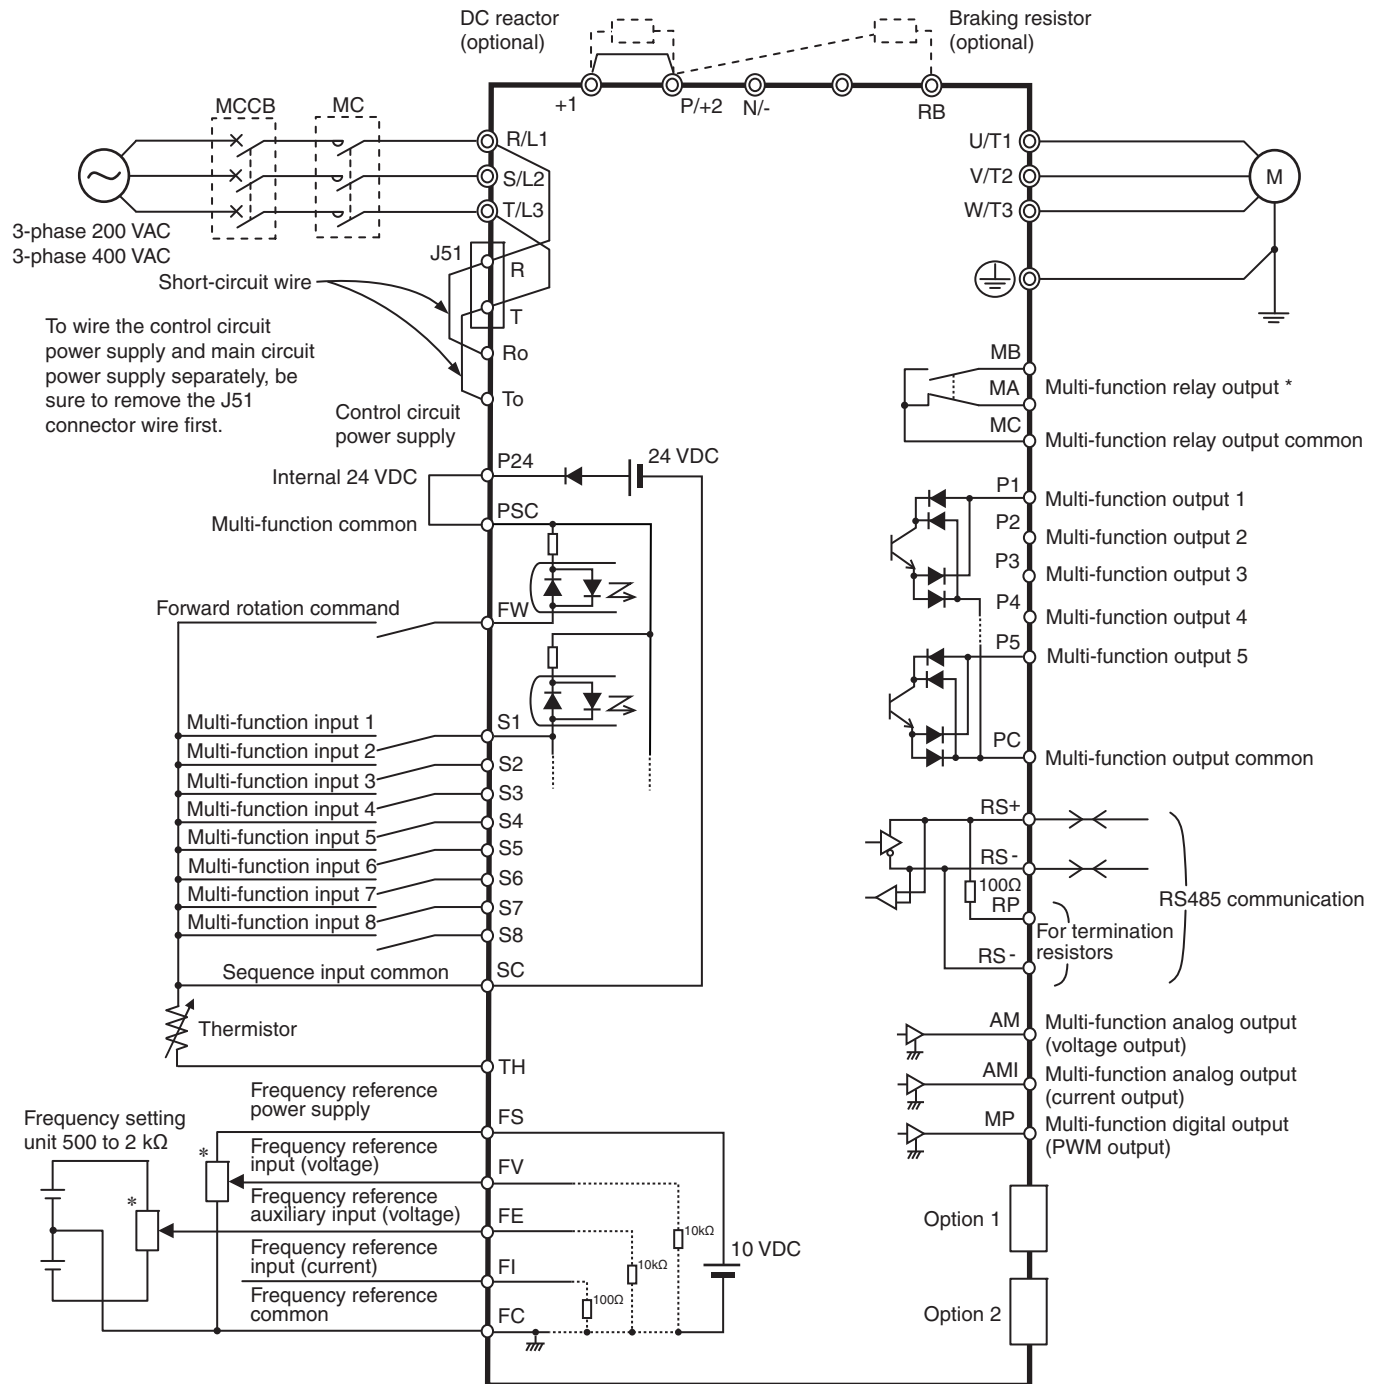 DC reactor
(optional)
Braking resistor
(optional)
+1
P/+2
N/-
RB
MCCB
MC
R/L1
S/L2
T/L3
3-phase 200 VAC
3-phase 400 VAC
J51
R
T
Short-circuit wire
Ro
To
To wire the control circuit
power supply and main circuit
power supply separately, be
sure to remove the J51
connector wire first.
Control circuit
power supply
P24
24 VDC
Internal 24 VDC
PSC
Multi-function common
Forward rotation command
FW
Multi-function input 1
S1
Multi-function input 2
S2
Multi-function input 3
S3
Multi-function input 4
S4
Multi-function input 5
S5
Multi-function input 6
S6
Multi-function input 7
S7
Multi-function input 8
S8
Sequence input common
SC
Thermistor
TH
Frequency reference
power supply
FS
Frequency setting
unit 500 to 2 kΩ
*
*
Frequency reference
input (voltage)
FV
Frequency reference
auxiliary input (voltage)
FE
Frequency reference
input (current)
FI
Frequency reference
common
FC
10kΩ
10kΩ
100Ω
10 VDC
U/T1
V/T2
W/T3
M
MB
MA
Multi-function relay output *
MC
Multi-function relay output common
P1
Multi-function output 1
P2
Multi-function output 2
P3
Multi-function output 3
P4
Multi-function output 4
P5
Multi-function output 5
PC
Multi-function output common
RS+
RS-
100Ω
RP
RS485 communication
For termination
resistors
RS-
AM
Multi-function analog output
(voltage output)
AMI
Multi-function analog output
(current output)
MP
Multi-function digital output
(PWM output)
Option 1
Option 2